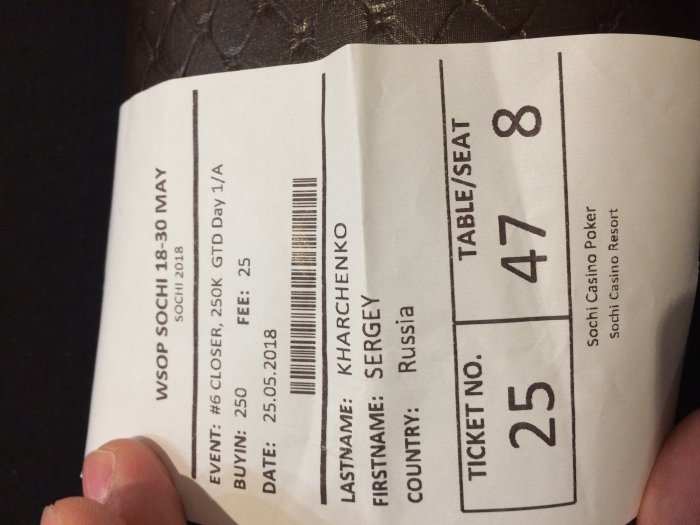 WSOP SOCHI 18-30 MAY
SOCHI 2018
EVENT: #6 CLOSER, 250K GTD Day 1/A
BUYIN: 250 FEE: 25
DATE: 25.05.2018
LASTNAME: KHARCHENKO
FIRSTNAME: SERGEY
COUNTRY: Russia
TICKET NO. TABLE/SEAT
25 47 8
Sochi Casino Poker
Sochi Casino Resort